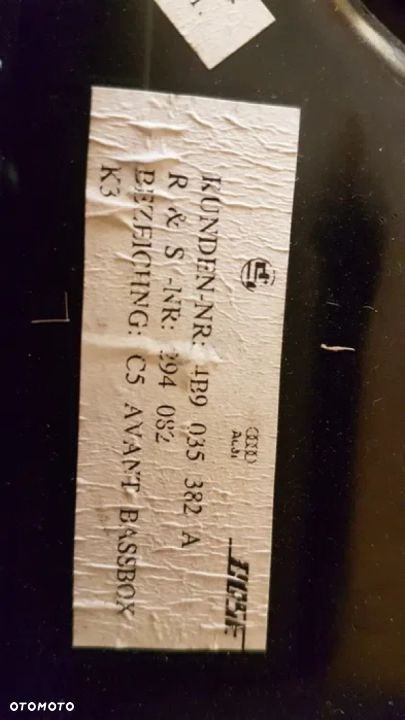 Audi
BOSE
KUNDEN-NR: 4B9 035 382 A
R & S -NR: 294 082
BEZEICHNG: C5 AVANT BASSBOX
K3
OTOMOTO